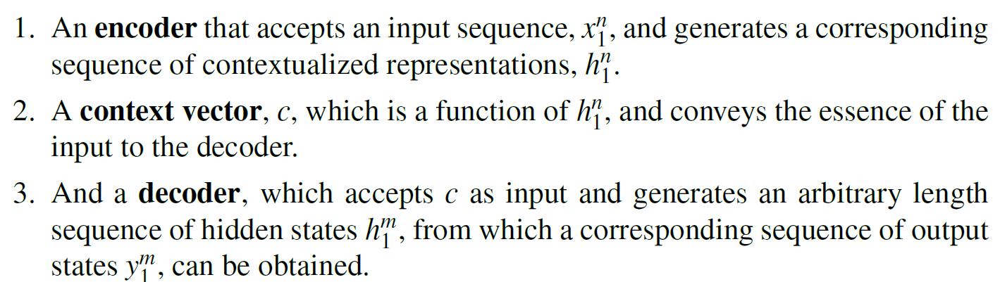 1. An encoder that accepts an input sequence, $x_1^n$, and generates a corresponding
sequence of contextualized representations, $h_1^n$.
2. A context vector, $c$, which is a function of $h_1^n$, and conveys the essence of the
input to the decoder.
3. And a decoder, which accepts $c$ as input and generates an arbitrary length
sequence of hidden states $h_1^m$, from which a corresponding sequence of output
states $y_1^m$, can be obtained.